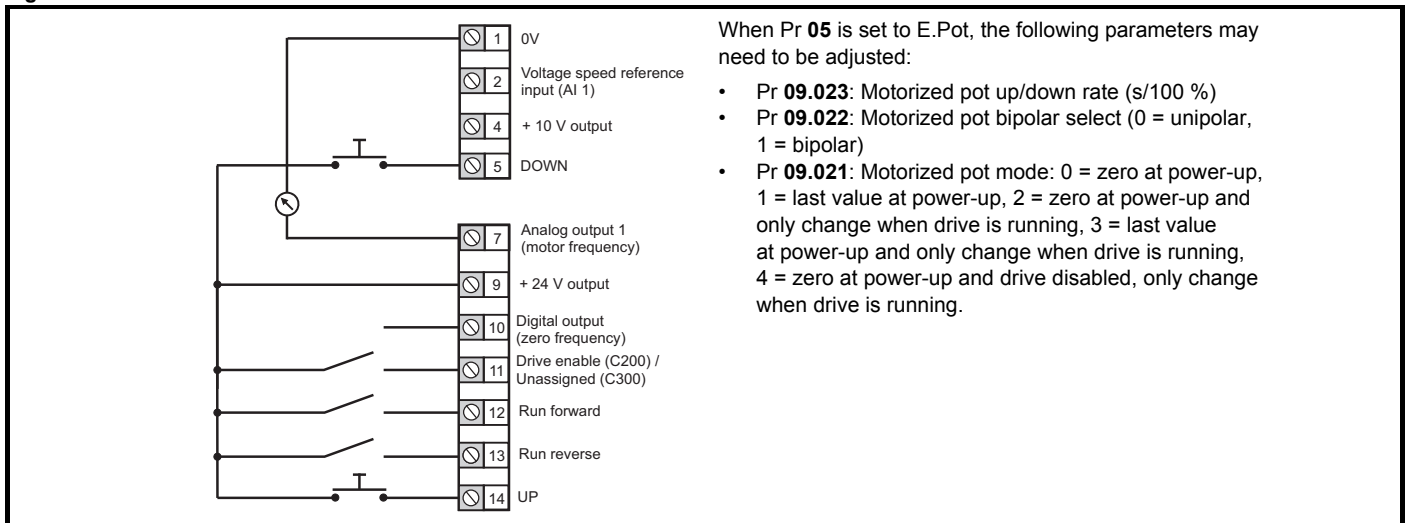 1 0V
2 Voltage speed reference
input (AI 1)
4 + 10 V output
5 DOWN
7 Analog output 1
(motor frequency)
9 + 24 V output
10 Digital output
(zero frequency)
11 Drive enable (C200) /
Unassigned (C300)
12 Run forward
13 Run reverse
14 UP
When Pr 05 is set to E.Pot, the following parameters may
need to be adjusted:
• Pr 09.023: Motorized pot up/down rate (s/100 %)
• Pr 09.022: Motorized pot bipolar select (0 = unipolar,
1 = bipolar)
• Pr 09.021: Motorized pot mode: 0 = zero at power-up,
1 = last value at power-up, 2 = zero at power-up and
only change when drive is running, 3 = last value
at power-up and only change when drive is running,
4 = zero at power-up and drive disabled, only change
when drive is running.